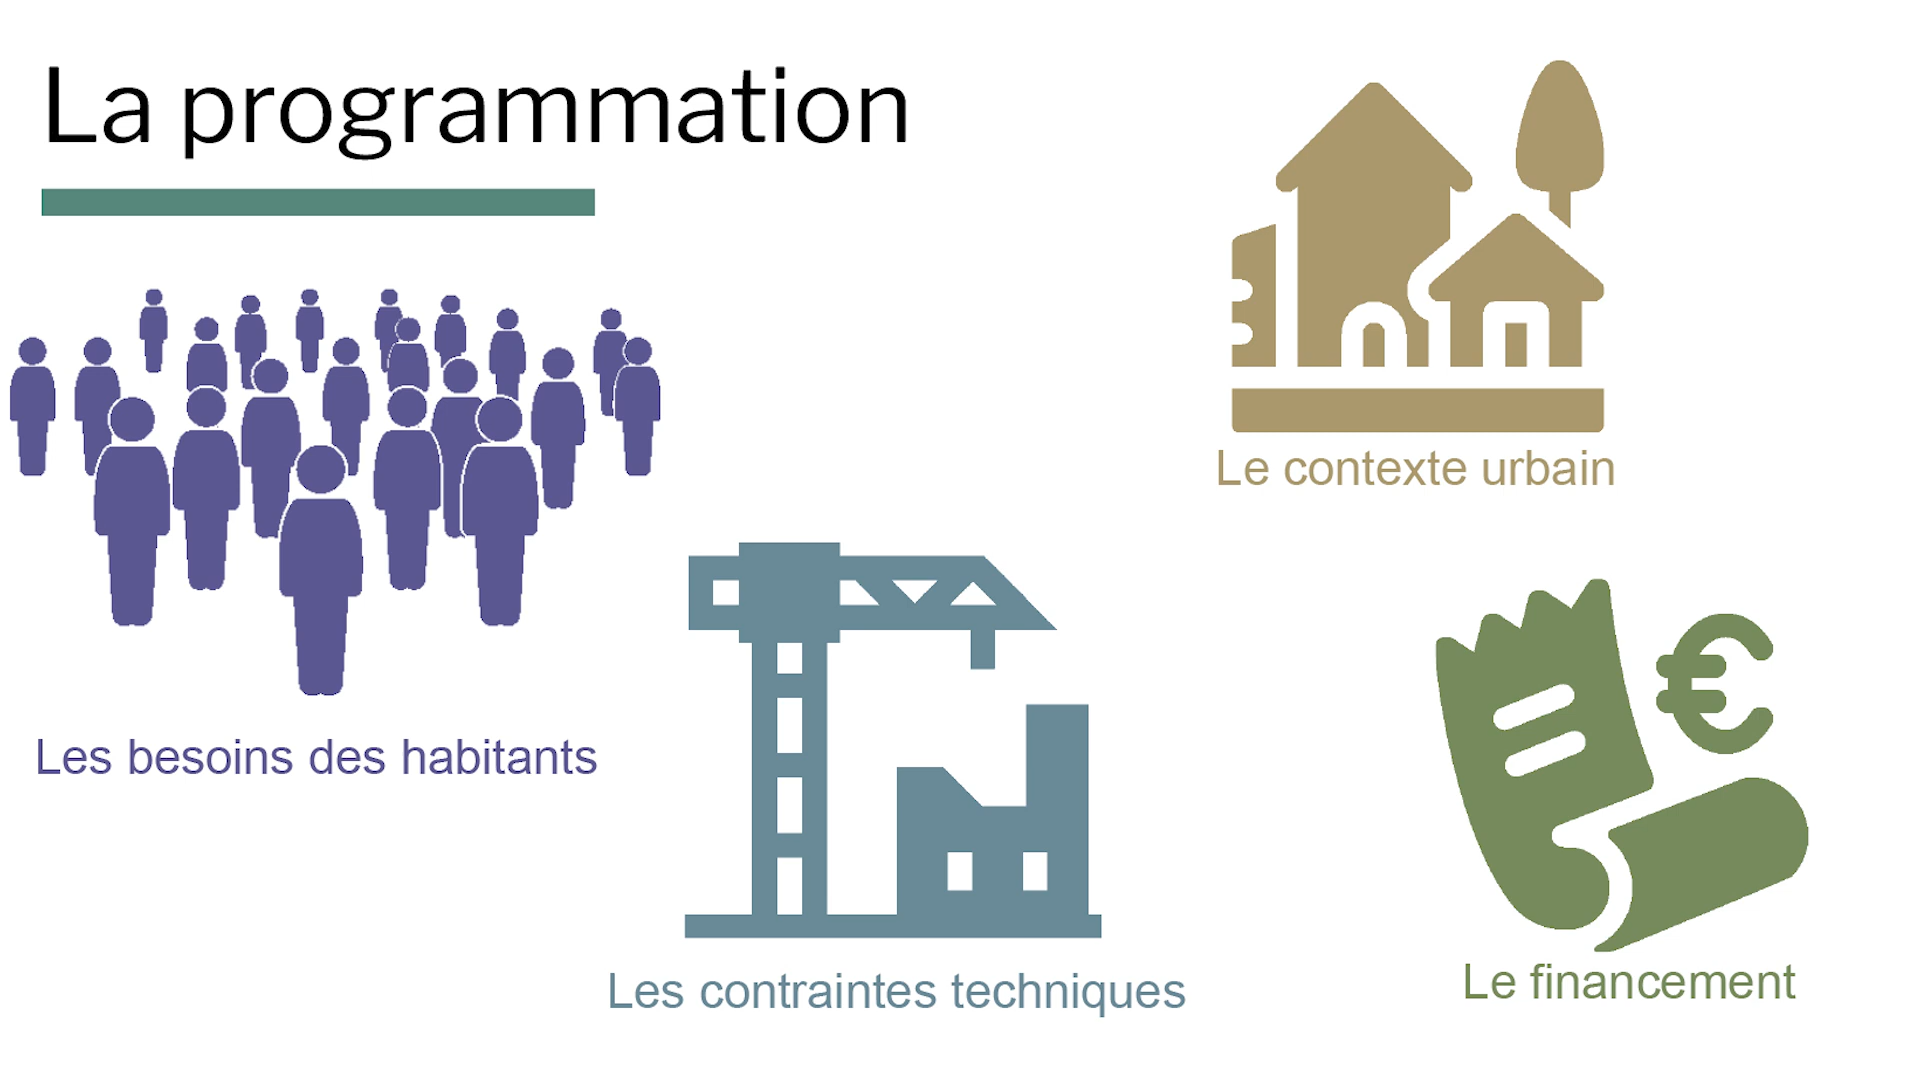 La programmation
Le contexte urbain
Les besoins des habitants
Les contraintes techniques
Le financement